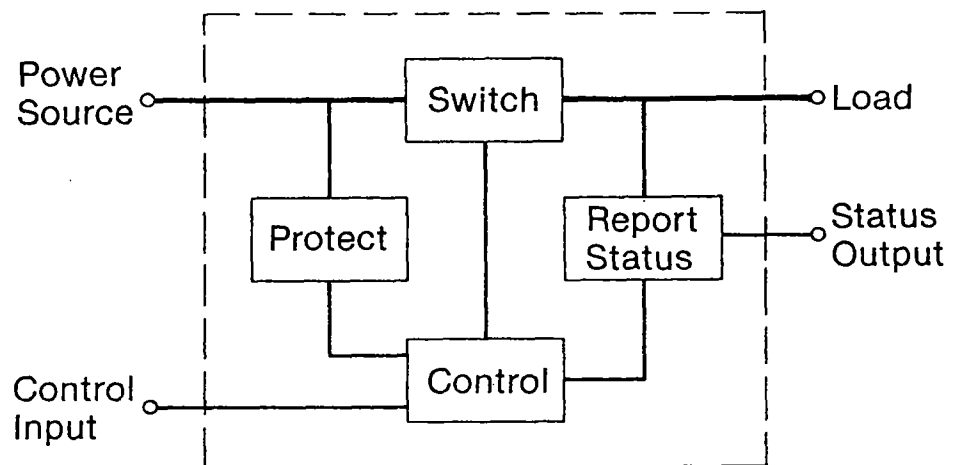 Power
Source
Switch
Load
Protect
Report
Status
Status
Output
Control
Input
Control